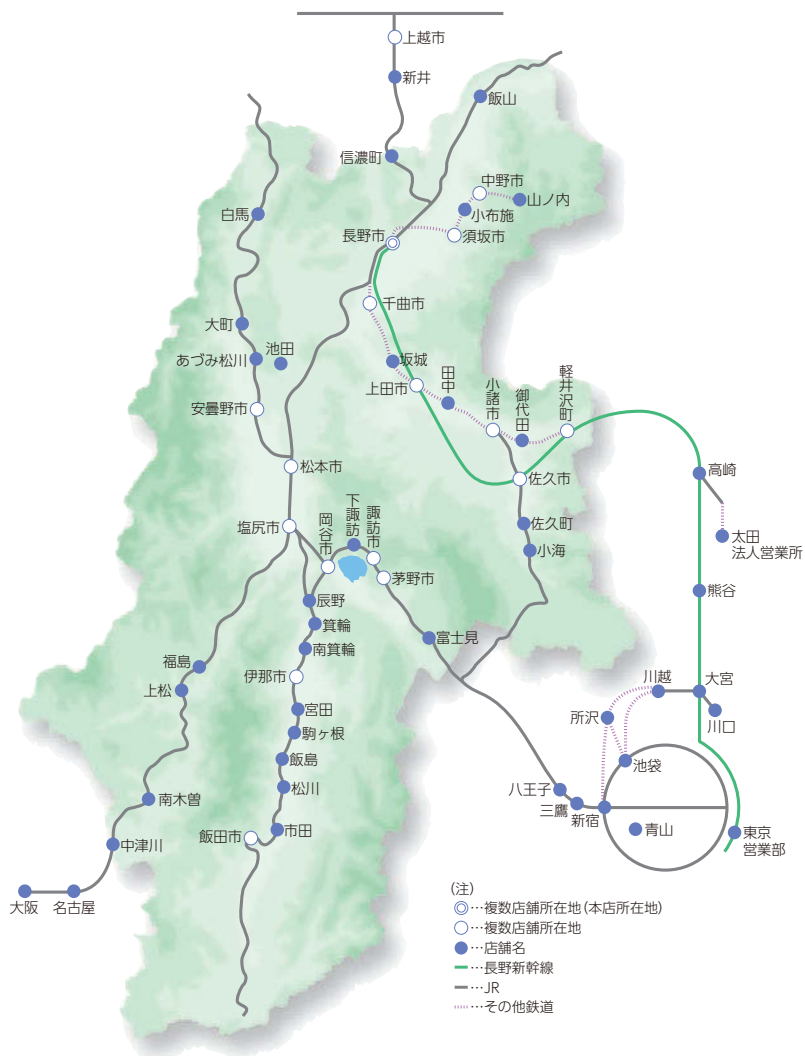 上越市
新井
飯山
信濃町
中野市
山ノ内
小布施
白馬
長野市
須坂市
千曲市
大町
池田
あづみ松川
坂城
田中
上田市
小諸市
御代田
軽井沢町
安曇野市
高崎
松本市
佐久市
塩尻市
岡谷市
下諏訪
諏訪市
佐久町
太田
法人営業所
小海
茅野市
熊谷
辰野
箕輪
富士見
南箕輪
福島
伊那市
川越
大宮
上松
所沢
川口
宮田
駒ヶ根
飯島
池袋
松川
八王子
南木曽
三鷹
新宿
青山
市田
飯田市
東京
営業部
中津川
大阪
名古屋
(注)
◎…複数店舗所在地(本店所在地)
○…複数店舗所在地
●…店舗名
…長野新幹線
…JR
…その他鉄道